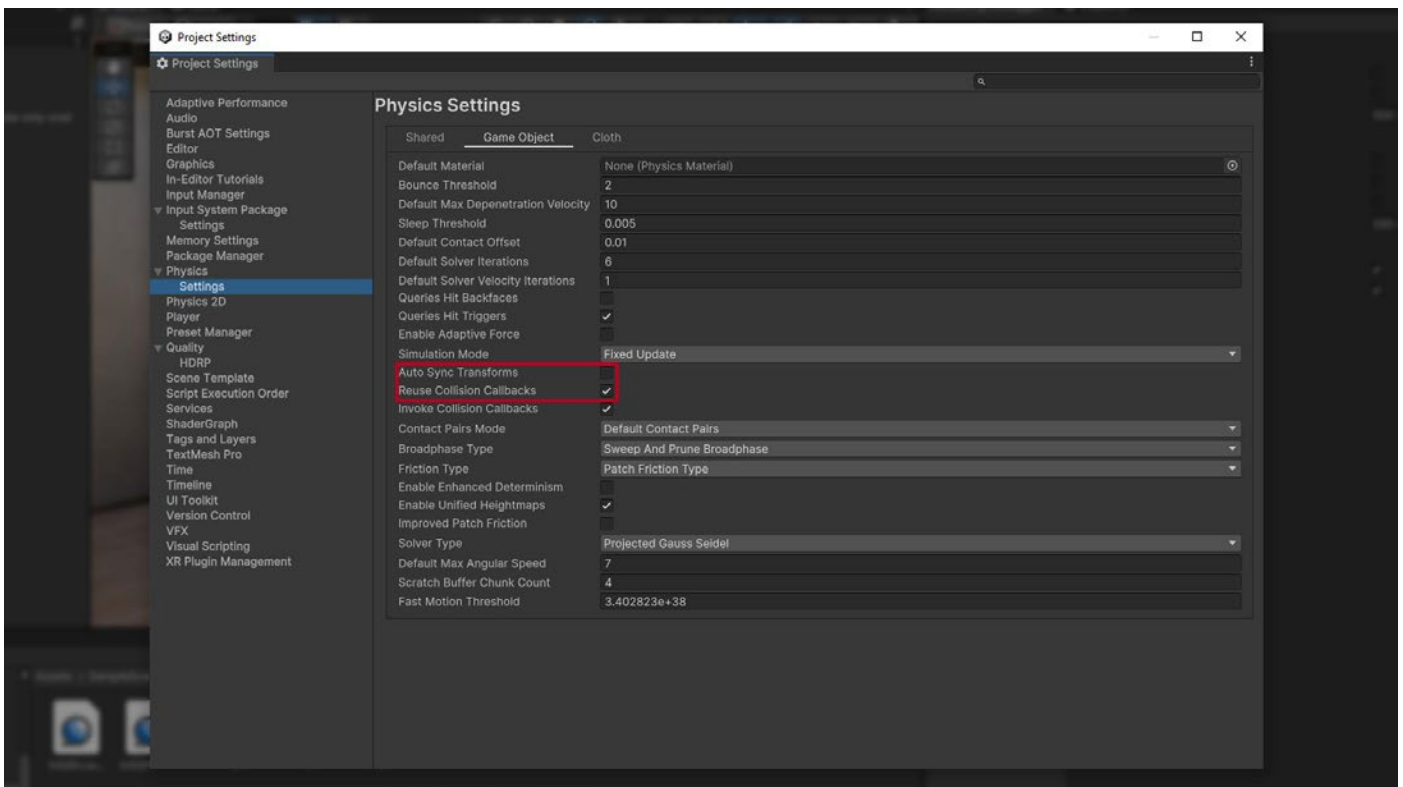 Project Settings
Project Settings
Adaptive Performance
Audio
Burst AOT Settings
Editor
Graphics
In-Editor Tutorials
Input Manager
Input System Package
Settings
Memory Settings
Package Manager
Physics
Settings
Physics 2D
Player
Preset Manager
Quality
HDRP
Scene Template
Script Execution Order
Services
ShaderGraph
Tags and Layers
TextMesh Pro
Time
Timeline
UI Toolkit
Version Control
VFX
Visual Scripting
XR Plugin Management
Physics Settings
Shared Game Object Cloth
Default Material None (Physics Material)
Bounce Threshold 2
Default Max Depenetration Velocity 10
Sleep Threshold 0.005
Default Contact Offset 0.01
Default Solver Iterations 6
Default Solver Velocity Iterations 1
Queries Hit Backfaces
Queries Hit Triggers
Enable Adaptive Force
Simulation Mode Fixed Update
Auto Sync Transforms
Reuse Collision Callbacks
Invoke Collision Callbacks
Contact Pairs Mode Default Contact Pairs
Broadphase Type Sweep And Prune Broadphase
Friction Type Patch Friction Type
Enable Enhanced Determinism
Enable Unified Heightmaps
Improved Patch Friction
Solver Type Projected Gauss Seidel
Default Max Angular Speed 7
Scratch Buffer Chunk Count 4
Fast Motion Threshold 3.402823e+38